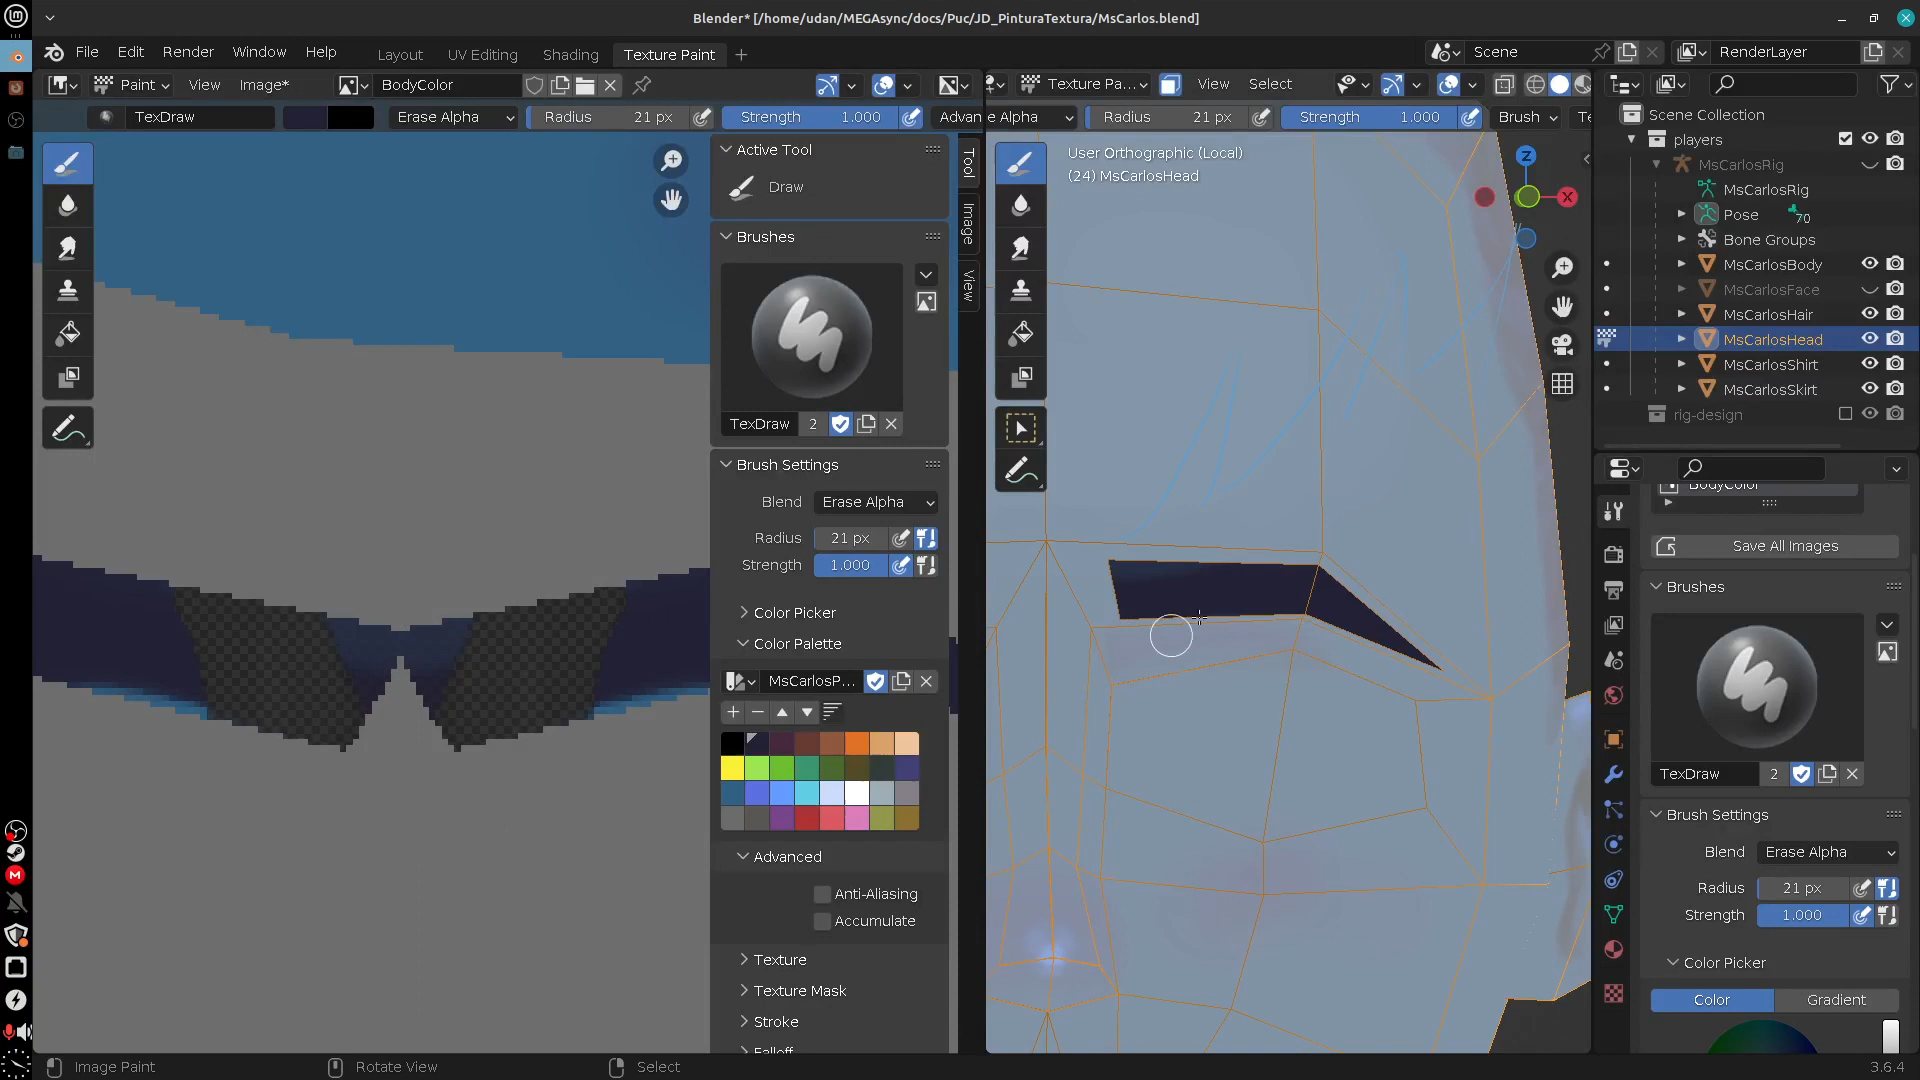 Blender* [/home/udan/MEGAsync/docs/Puc/JD_PinturaTextura/MsCarlos.blend]
File Edit Render Window Help Layout UV Editing Shading Texture Paint Scene RenderLayer
Paint View Image* BodyColor
Texture Pa... View Select
TexDraw Erase Alpha Radius 21 px Strength 1.000
e Alpha Radius 21 px Strength 1.000 Brush
Active Tool
Draw
Brushes
TexDraw 2
Brush Settings
Blend Erase Alpha
Radius 21 px
Strength 1.000
Color Picker
Color Palette
MsCarlosP...
Advanced
Anti-Aliasing
Accumulate
Texture
Texture Mask
Stroke
Falloff
Tool
Image
View
User Orthographic (Local)
(24) MsCarlosHead
Z
X
Scene Collection
players
MsCarlosRig
MsCarlosRig
Pose 70
Bone Groups
MsCarlosBody
MsCarlosFace
MsCarlosHair
MsCarlosHead
MsCarlosShirt
MsCarlosSkirt
rig-design
BodyColor
Save All Images
Brushes
TexDraw 2
Brush Settings
Blend Erase Alpha
Radius 21 px
Strength 1.000
Color Picker
Color Gradient
Image Paint Rotate View Select 3.6.4